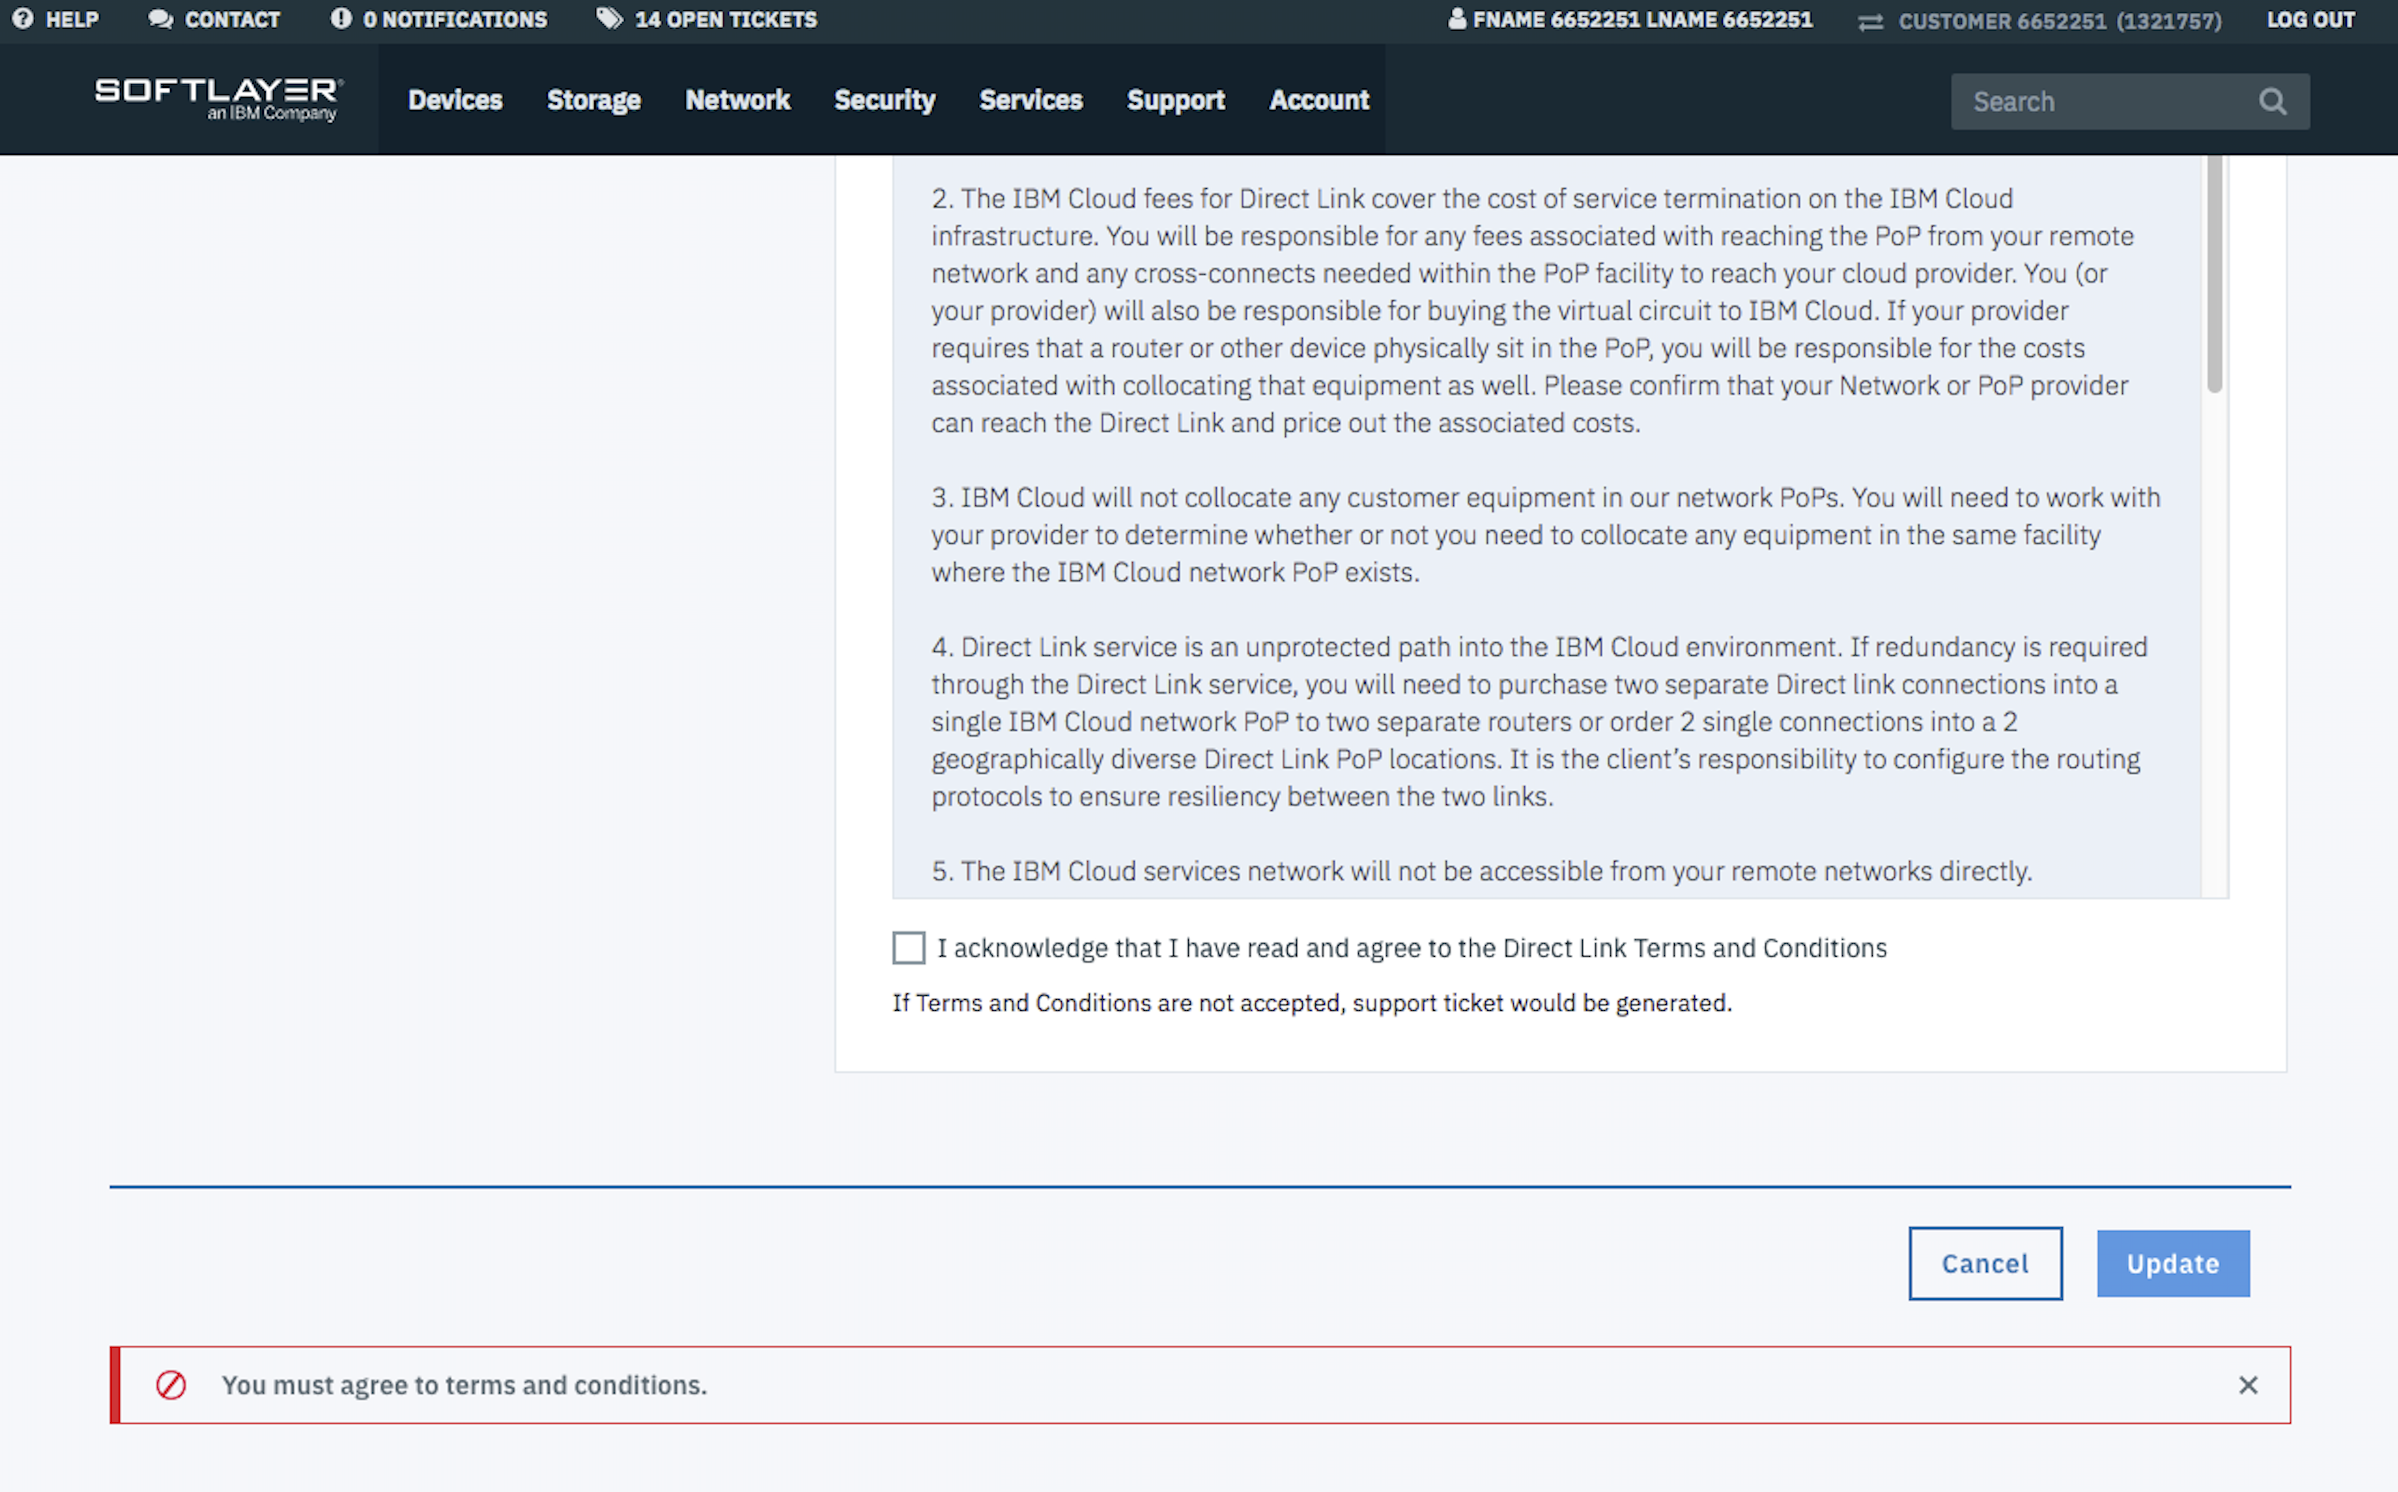 HELP
CONTACT
0 NOTIFICATIONS
14 OPEN TICKETS
FNAME 6652251 LNAME 6652251
CUSTOMER 6652251 (1321757)
LOG OUT
SOFTLAYER®
an IBM Company
Devices
Storage
Network
Security
Services
Support
Account
Search
2. The IBM Cloud fees for Direct Link cover the cost of service termination on the IBM Cloud
infrastructure. You will be responsible for any fees associated with reaching the PoP from your remote
network and any cross-connects needed within the PoP facility to reach your cloud provider. You (or
your provider) will also be responsible for buying the virtual circuit to IBM Cloud. If your provider
requires that a router or other device physically sit in the PoP, you will be responsible for the costs
associated with collocating that equipment as well. Please confirm that your Network or PoP provider
can reach the Direct Link and price out the associated costs.
3. IBM Cloud will not collocate any customer equipment in our network PoPs. You will need to work with
your provider to determine whether or not you need to collocate any equipment in the same facility
where the IBM Cloud network PoP exists.
4. Direct Link service is an unprotected path into the IBM Cloud environment. If redundancy is required
through the Direct Link service, you will need to purchase two separate Direct link connections into a
single IBM Cloud network PoP to two separate routers or order 2 single connections into a 2
geographically diverse Direct Link PoP locations. It is the client's responsibility to configure the routing
protocols to ensure resiliency between the two links.
5. The IBM Cloud services network will not be accessible from your remote networks directly.
I acknowledge that I have read and agree to the Direct Link Terms and Conditions
If Terms and Conditions are not accepted, support ticket would be generated.
Cancel
Update
You must agree to terms and conditions.